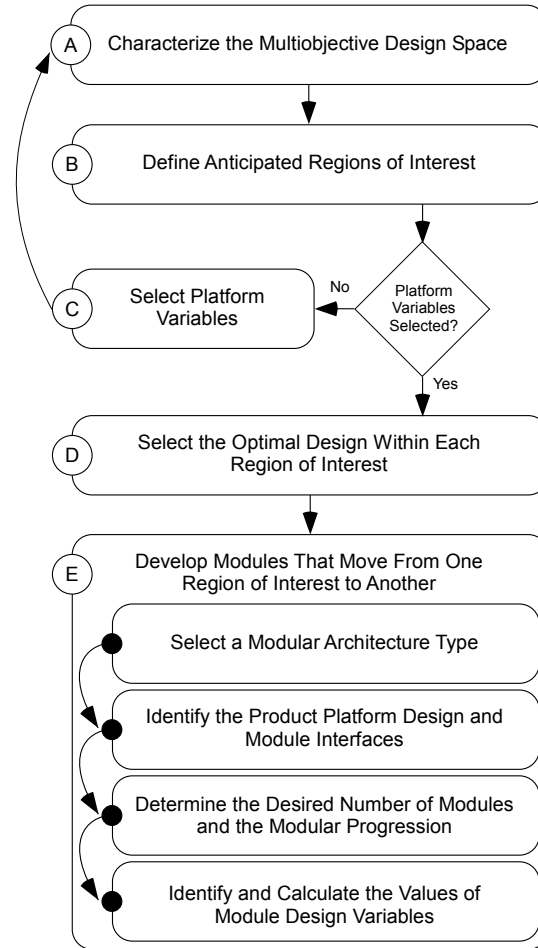 A
Characterize the Multiobjective Design Space
B
Define Anticipated Regions of Interest
C
Select Platform
Variables
No
Platform
Variables
Selected?
Yes
D
Select the Optimal Design Within Each
Region of Interest
E
Develop Modules That Move From One
Region of Interest to Another
Select a Modular Architecture Type
Identify the Product Platform Design and
Module Interfaces
Determine the Desired Number of Modules
and the Modular Progression
Identify and Calculate the Values of
Module Design Variables